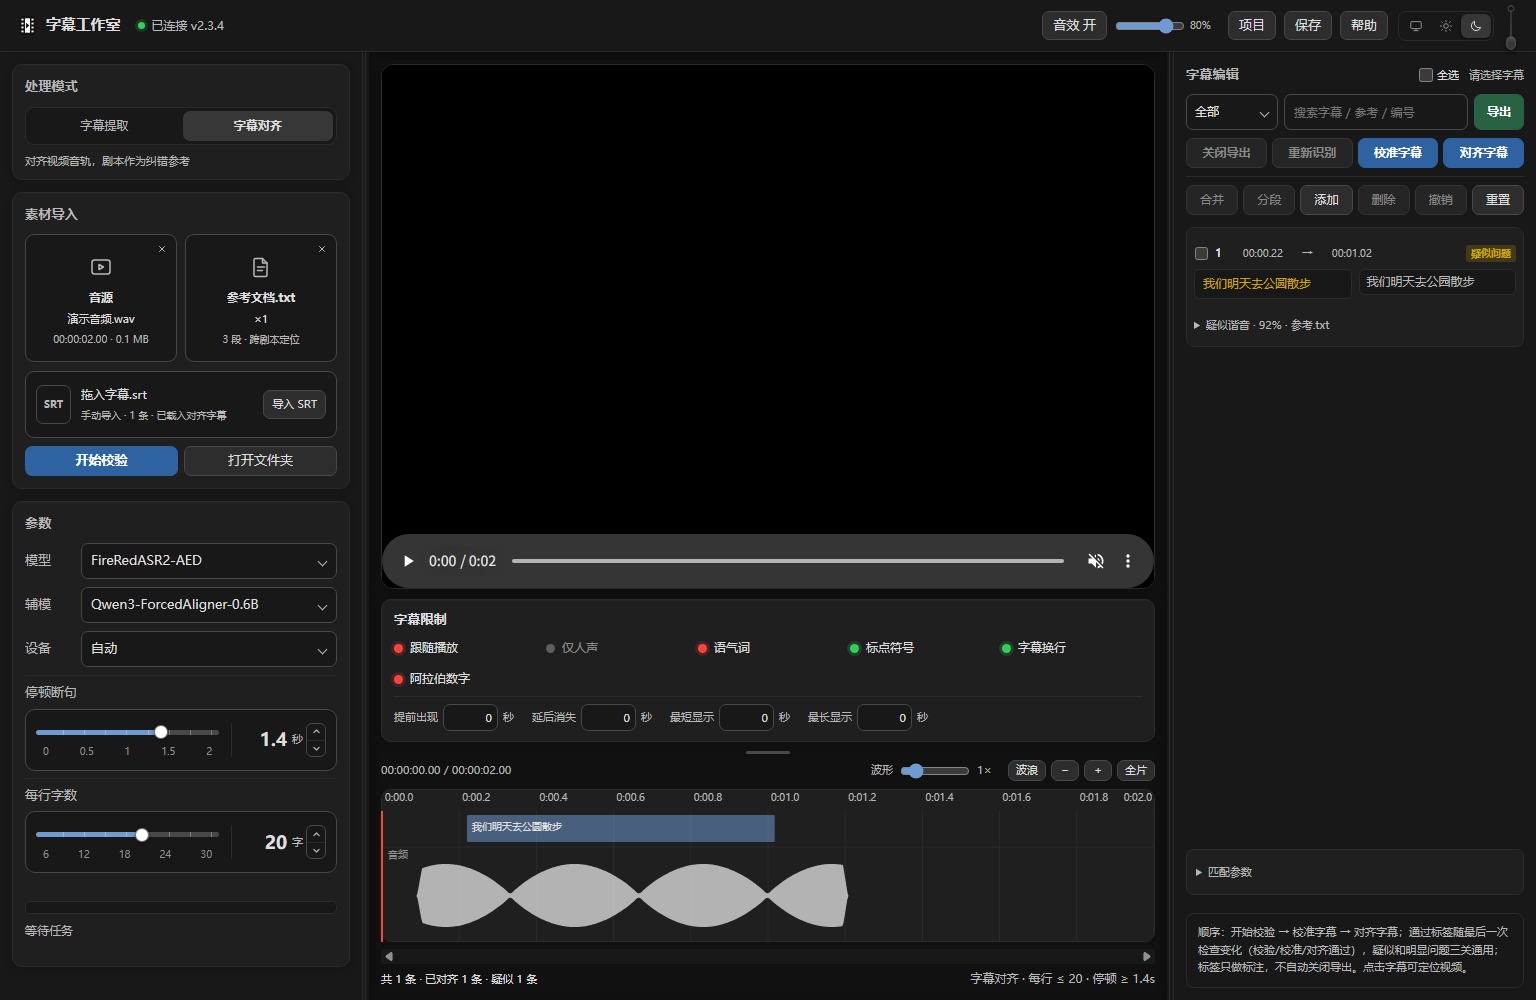 字幕工作室 已连接 v2.3.4
音效 开 80% 项目 保存 帮助
处理模式
字幕提取 字幕对齐
对齐视频音轨，剧本作为纠错参考
素材导入
× ×
音源 参考文档.txt
演示音频.wav ×1
00:00:02.00 · 0.1 MB 3 段 · 跨剧本定位
SRT 拖入字幕.srt
手动导入 · 1 条 · 已载入对齐字幕
导入 SRT
开始校验 打开文件夹
参数
模型 FireRedASR2-AED
辅模 Qwen3-ForcedAligner-0.6B
设备 自动
停顿断句
1.4 秒
0 0.5 1 1.5 2
每行字数
20 字
6 12 18 24 30
等待任务
0:00 / 0:02
字幕限制
跟随播放 仅人声 语气词 标点符号 字幕换行
阿拉伯数字
提前出现 0 秒 延后消失 0 秒 最短显示 0 秒 最长显示 0 秒
00:00:00.00 / 00:00:02.00 波形 1× 波浪 − + 全片
0:00.0 0:00.2 0:00.4 0:00.6 0:00.8 0:01.0 0:01.2 0:01.4 0:01.6 0:01.8 0:02.0
我们明天去公圆散步
音频
共 1 条 · 已对齐 1 条 · 疑似 1 条 字幕对齐 · 每行 ≤ 20 · 停顿 ≥ 1.4s
字幕编辑 全选 请选择字幕
全部 搜索字幕 / 参考 / 编号 导出
关闭导出 重新识别 校准字幕 对齐字幕
合并 分段 添加 删除 撤销 重置
1 00:00.22 → 00:01.02 疑似问题
我们明天去公圆散步 我们明天去公园散步
疑似谐音 · 92% · 参考.txt
匹配参数
顺序：开始校验 → 校准字幕 → 对齐字幕；通过标签随最后一次
检查变化（校验/校准/对齐通过），疑似和明显问题三关通用；
标签只做标注，不自动关闭导出。点击字幕可定位视频。